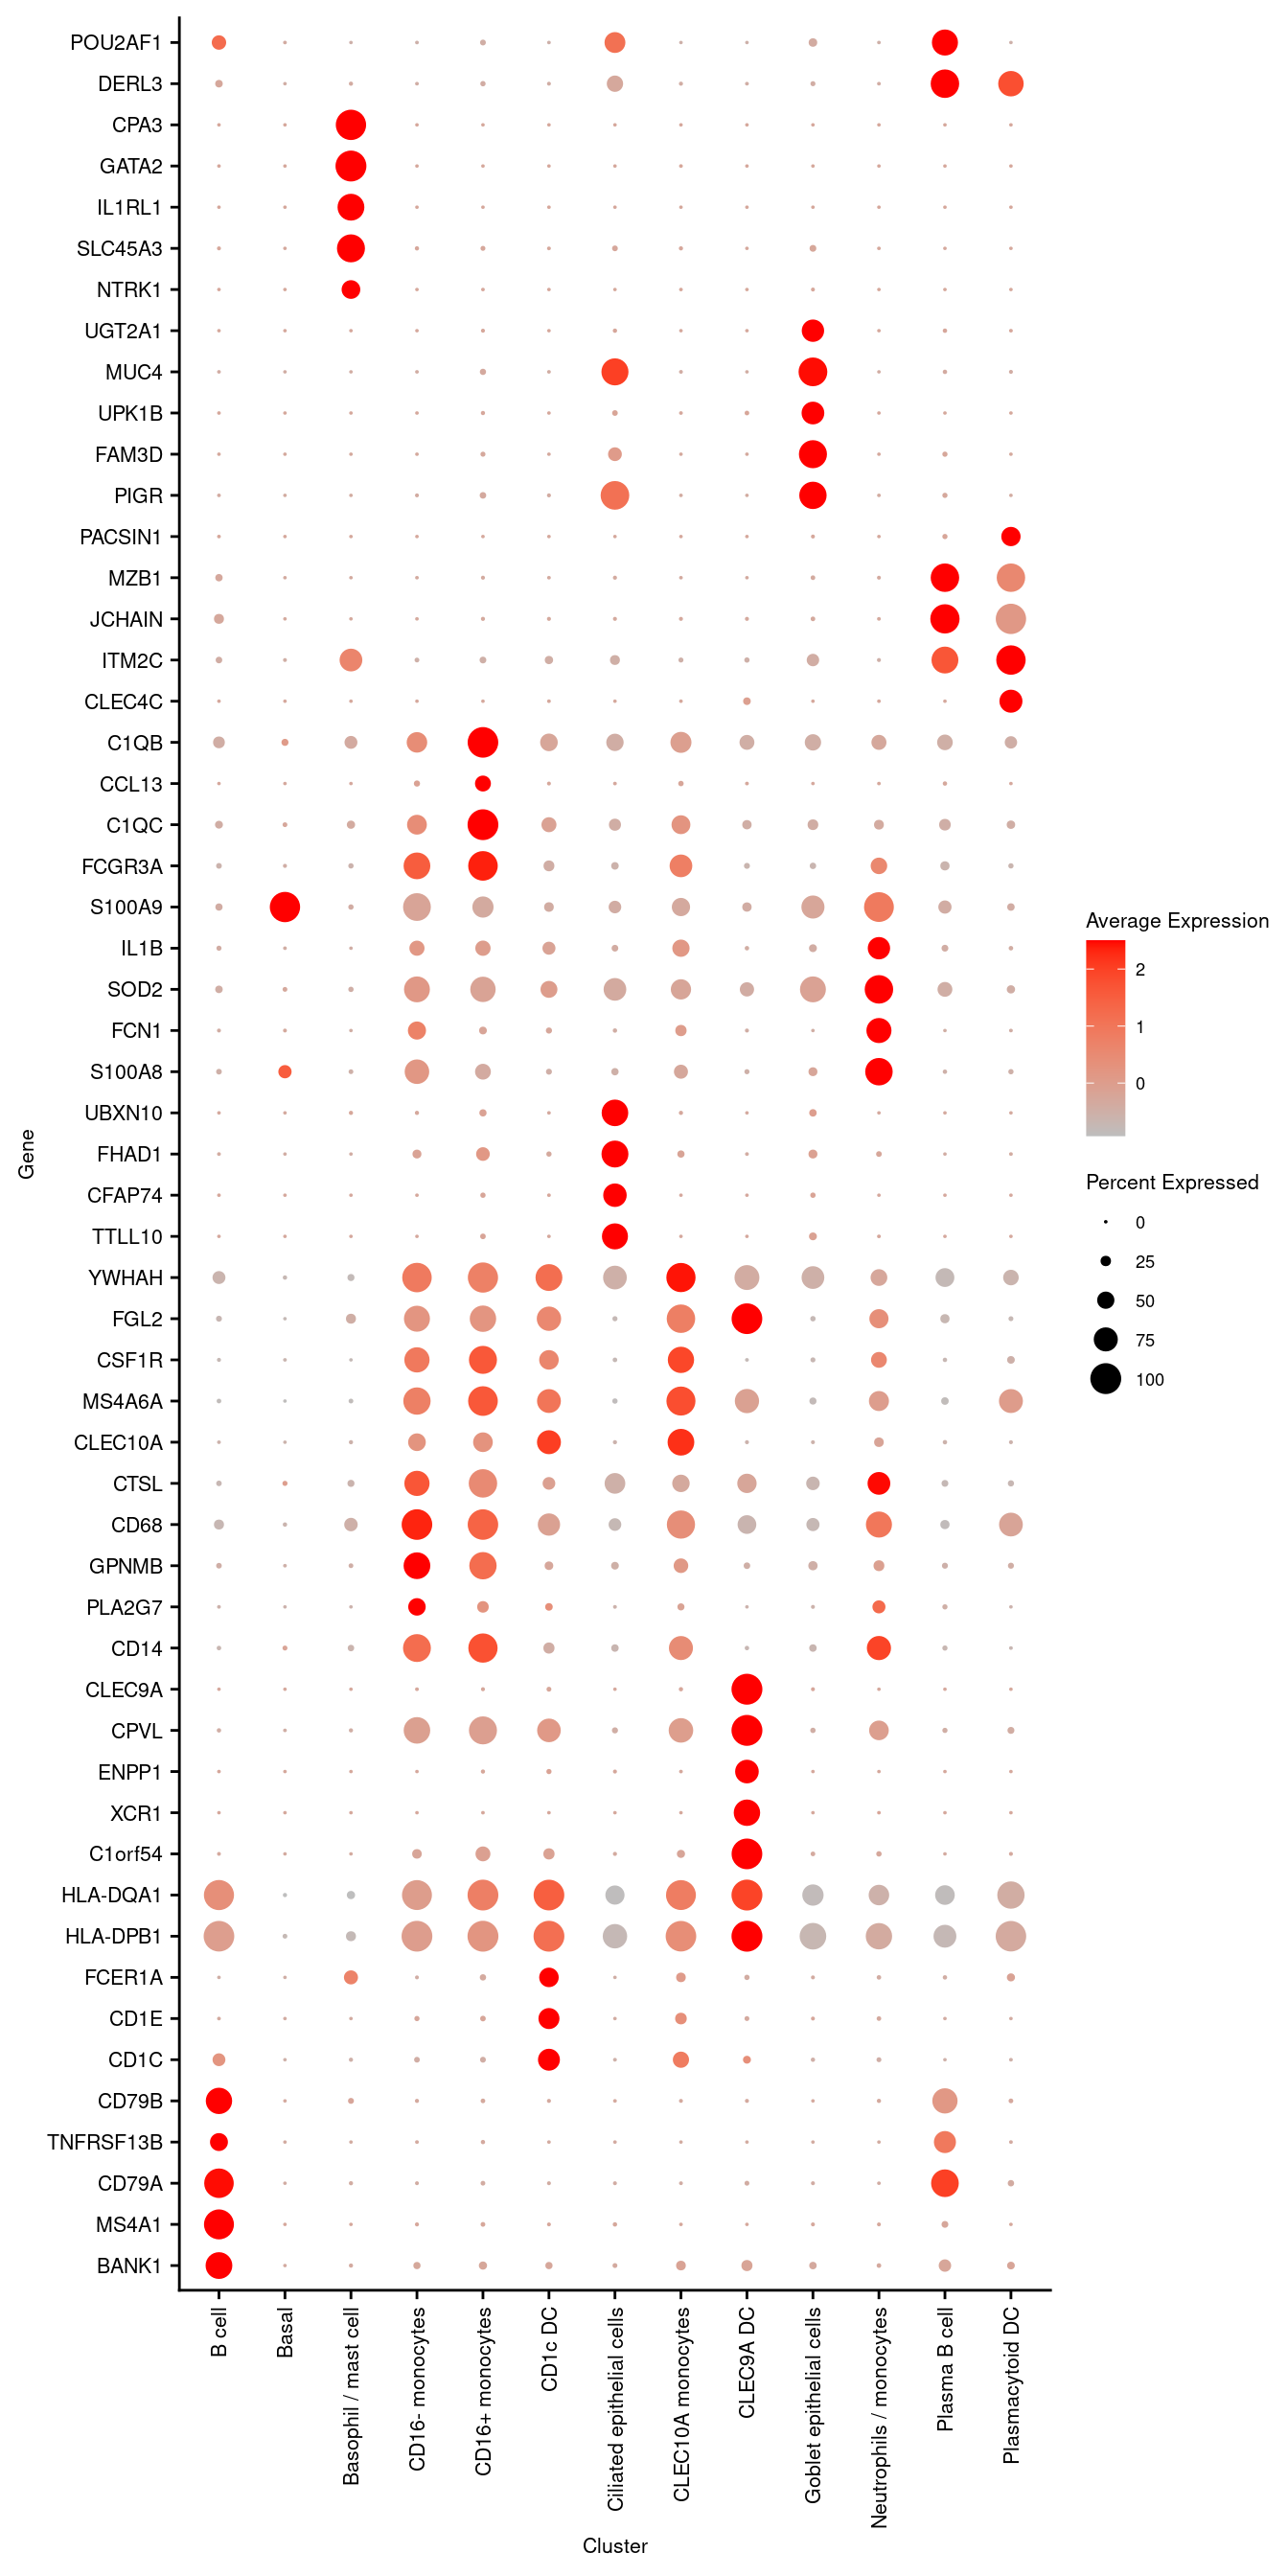 POU2AF1
DERL3
CPA3
GATA2
IL1RL1
SLC45A3
NTRK1
UGT2A1
MUC4
UPK1B
FAM3D
PIGR
PACSIN1
MZB1
JCHAIN
ITM2C
CLEC4C
C1QB
CCL13
C1QC
FCGR3A
S100A9
IL1B
SOD2
FCN1
S100A8
UBXN10
FHAD1
CFAP74
TTLL10
YWHAH
FGL2
CSF1R
MS4A6A
CLEC10A
CTSL
CD68
GPNMB
PLA2G7
CD14
CLEC9A
CPVL
ENPP1
XCR1
C1orf54
HLA-DQA1
HLA-DPB1
FCER1A
CD1E
CD1C
CD79B
TNFRSF13B
CD79A
MS4A1
BANK1
Gene
B cell
Basal
Basophil / mast cell
CD16- monocytes
CD16+ monocytes
CD1c DC
Ciliated epithelial cells
CLEC10A monocytes
CLEC9A DC
Goblet epithelial cells
Neutrophils / monocytes
Plasma B cell
Plasmacytoid DC
Cluster
Average Expression
2
1
0
Percent Expressed
0
25
50
75
100